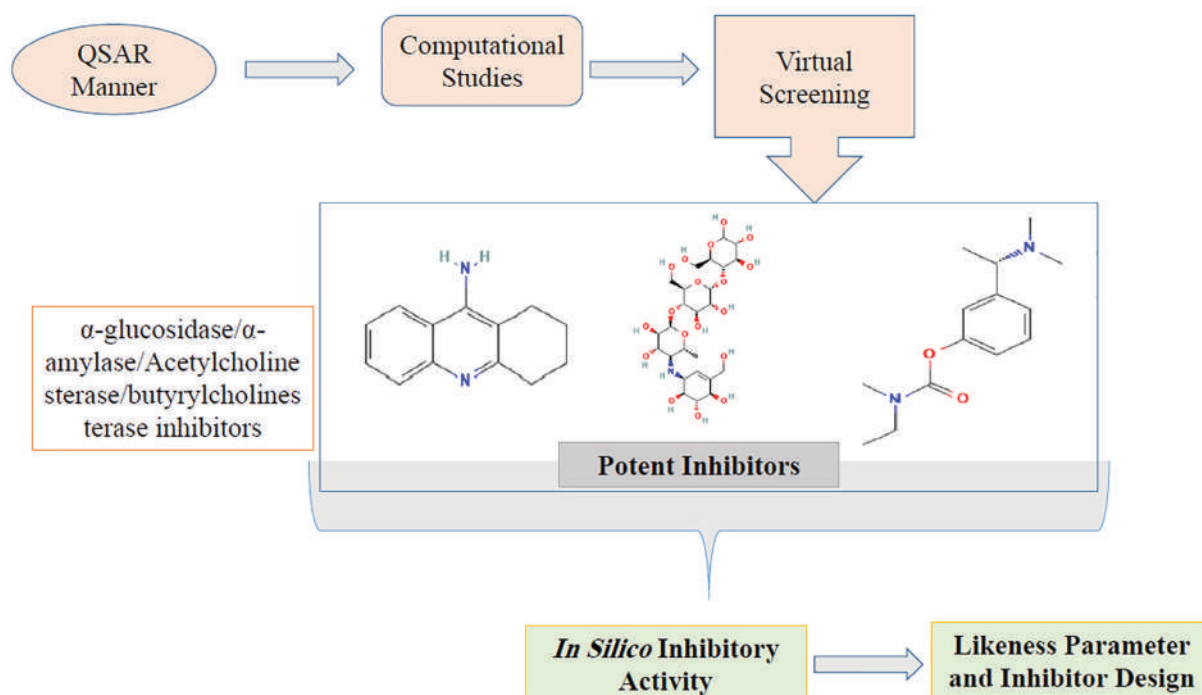 QSAR
Manner
Computational
Studies
Virtual
Screening
α-glucosidase/α-
amylase/Acetylcholine
sterase/butyrylcholines
terase inhibitors
H H
N
N
N
O
N
O
Potent Inhibitors
In Silico Inhibitory
Activity
Likeness Parameter
and Inhibitor Design